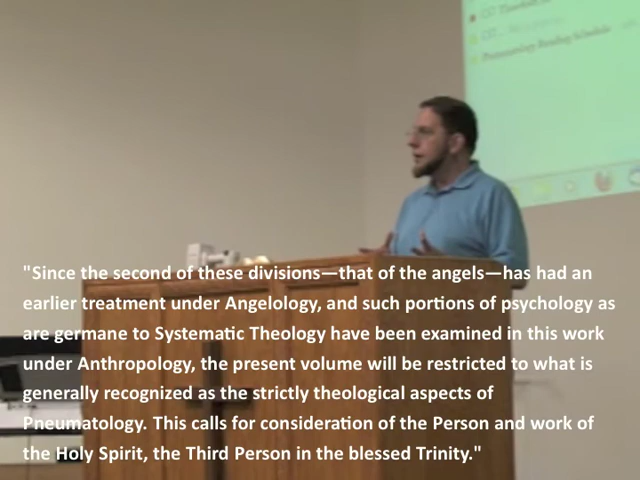 "Since the second of these divisions—that of the angels—has had an
earlier treatment under Angelology, and such portions of psychology as
are germane to Systematic Theology have been examined in this work
under Anthropology, the present volume will be restricted to what is
generally recognized as the strictly theological aspects of
Pneumatology. This calls for consideration of the Person and work of
the Holy Spirit, the Third Person in the blessed Trinity."